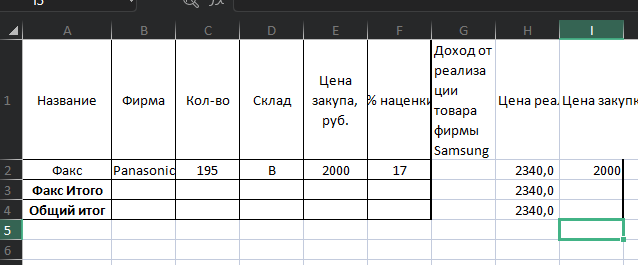 A B C D E F G H I
1 Название Фирма Кол-во Склад Цена закупа, руб. % наценки Доход от реализа ции товара фирмы Samsung Цена реа. Цена закупк
2 Факс Panasonic 195 B 2000 17 2340,0 2000
3 Факс Итого 2340,0
4 Общий итог 2340,0
5
6